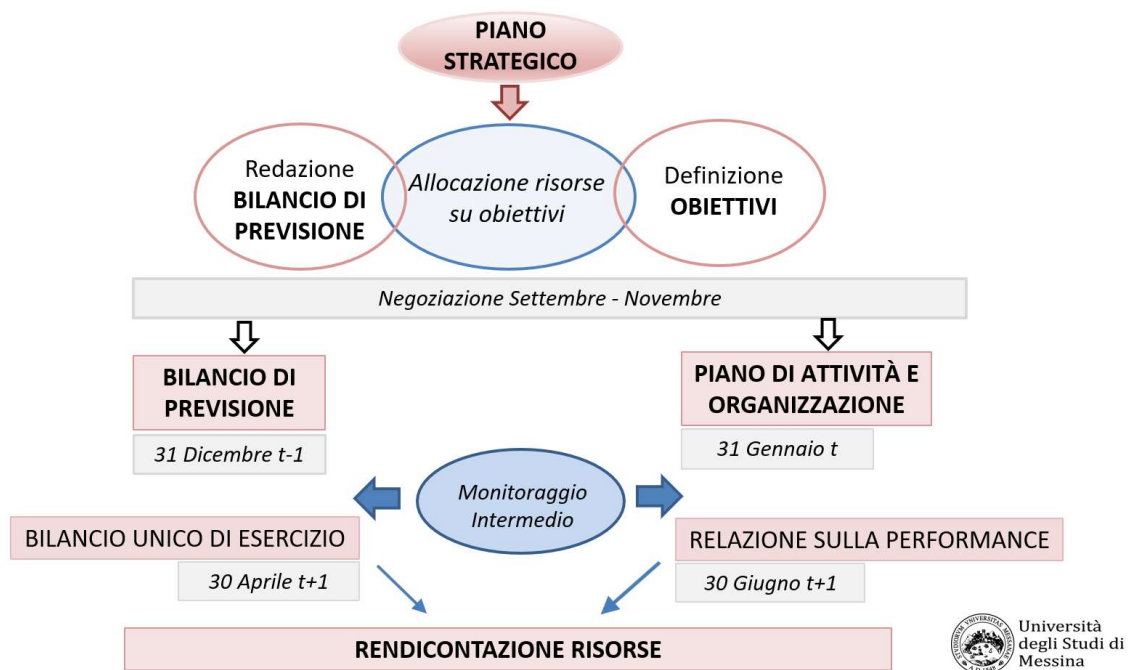 PIANO
STRATEGICO
Redazione
BILANCIO DI
PREVISIONE
Allocazione risorse
su obiettivi
Definizione
OBIETTIVI
Negoziazione Settembre - Novembre
BILANCIO DI
PREVISIONE
31 Dicembre t-1
PIANO DI ATTIVITÀ E
ORGANIZZAZIONE
31 Gennaio t
Monitoraggio
Intermedio
BILANCIO UNICO DI ESERCIZIO
30 Aprile t+1
RELAZIONE SULLA PERFORMANCE
30 Giugno t+1
RENDICONTAZIONE RISORSE
Università
degli Studi di
Messina